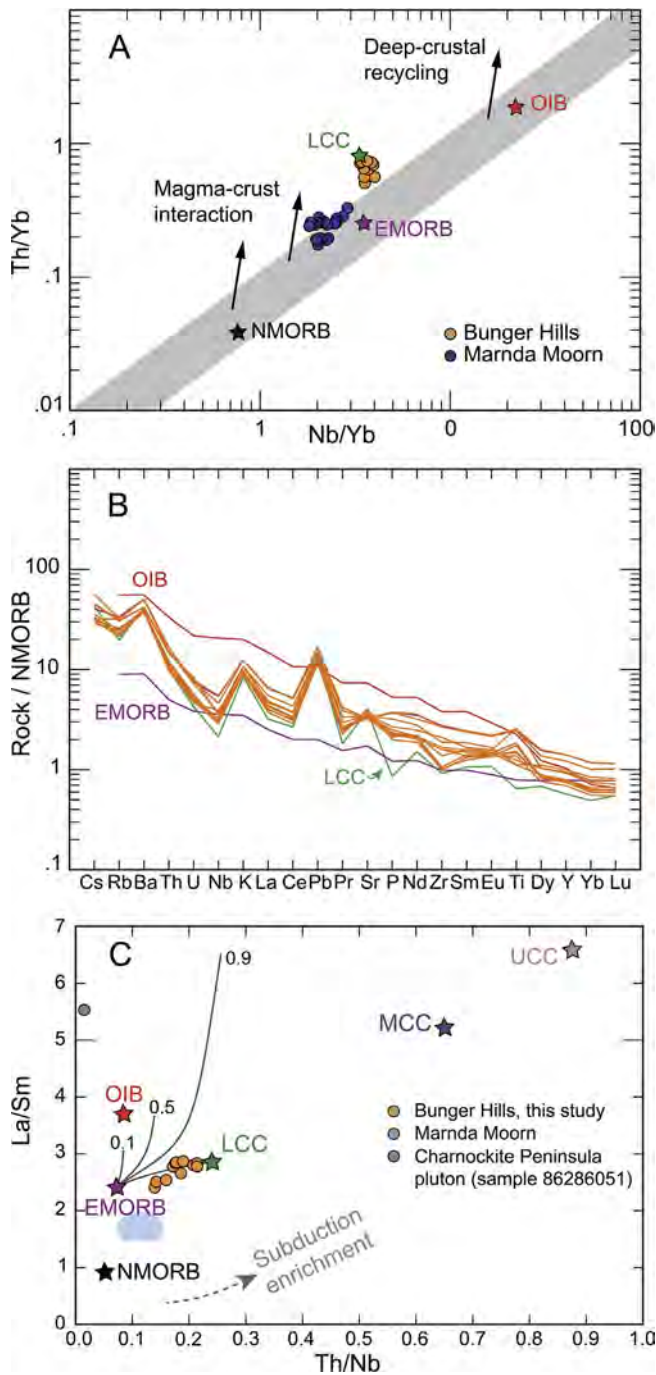 A
Deep-crustal
recycling
OIB
LCC
Magma-crust
interaction
EMORB
NMORB
Bunger Hills
Marnda Moorn
Th/Yb
1
.1
.01
.1
1
0
100
Nb/Yb
B
OIB
EMORB
LCC
Rock / NMORB
100
10
1
.1
Cs Rb Ba Th U Nb K La Ce Pb Pr Sr P Nd Zr Sm Eu Ti Dy Y Yb Lu
C
0.9
UCC
MCC
OIB
0.5
0.1
LCC
EMORB
NMORB
Bunger Hills, this study
Marnda Moorn
Charnockite Peninsula
pluton (sample 86286051)
Subduction
enrichment
La/Sm
7
6
5
4
3
2
1
0
0.0 0.1 0.2 0.3 0.4 0.5 0.6 0.7 0.8 0.9 1.0
Th/Nb